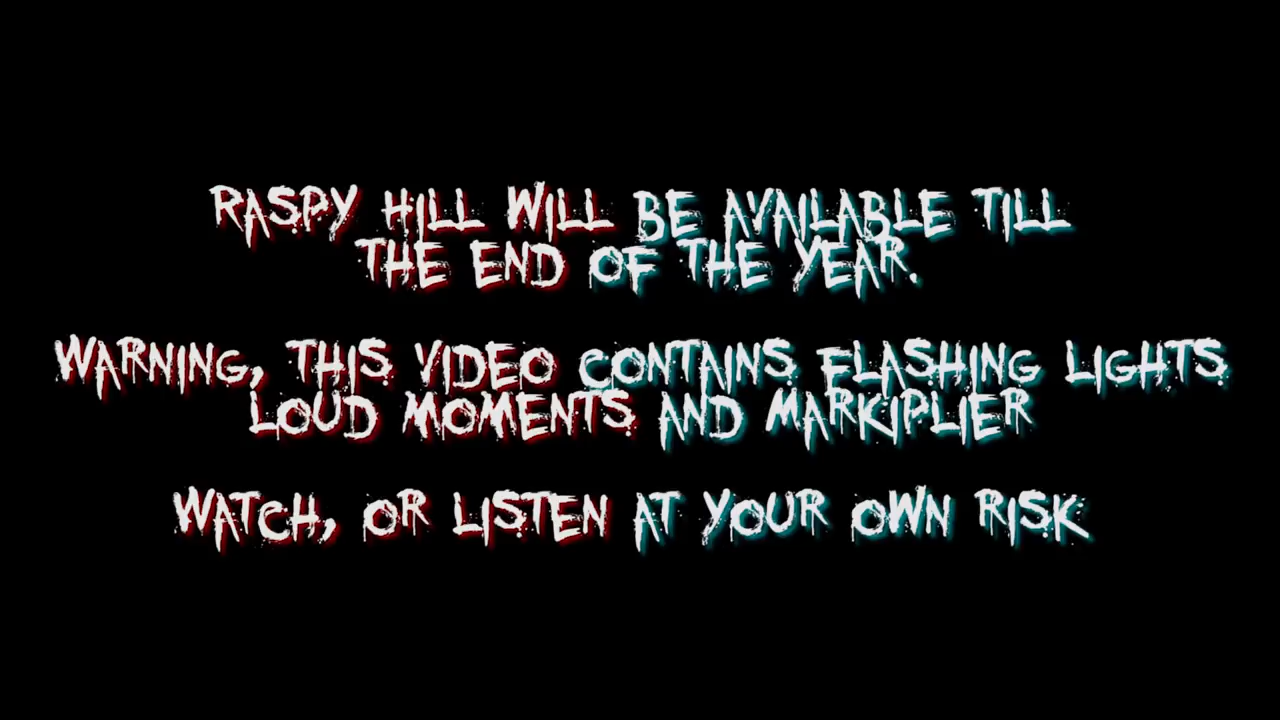 RASPY HILL WILL BE AVAILABLE TILL
THE END OF THE YEAR.
WARNING, THIS VIDEO CONTAINS FLASHING LIGHTS
LOUD MOMENTS AND MARKIPLIER
WATCH, OR LISTEN AT YOUR OWN RISK